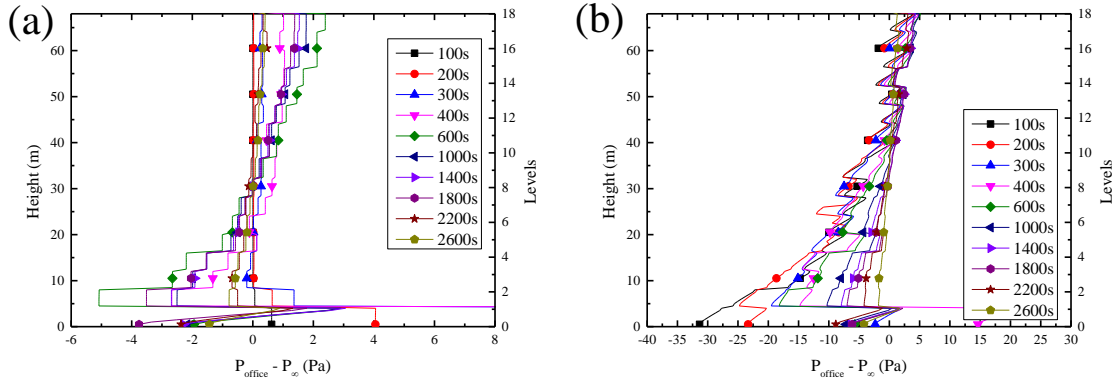 (a)
60
50
40
30
20
10
0
Height (m)
-6 -4 -2 0 2 4 6 8
P_office - P_∞ (Pa)
18
16
14
12
10
8
6
4
2
0
Levels
100s
200s
300s
400s
600s
1000s
1400s
1800s
2200s
2600s
(b)
60
50
40
30
20
10
0
Height (m)
-40 -35 -30 -25 -20 -15 -10 -5 0 5 10 15 20 25 30
P_office - P_∞ (Pa)
18
16
14
12
10
8
6
4
2
0
Levels
100s
200s
300s
400s
600s
1000s
1400s
1800s
2200s
2600s